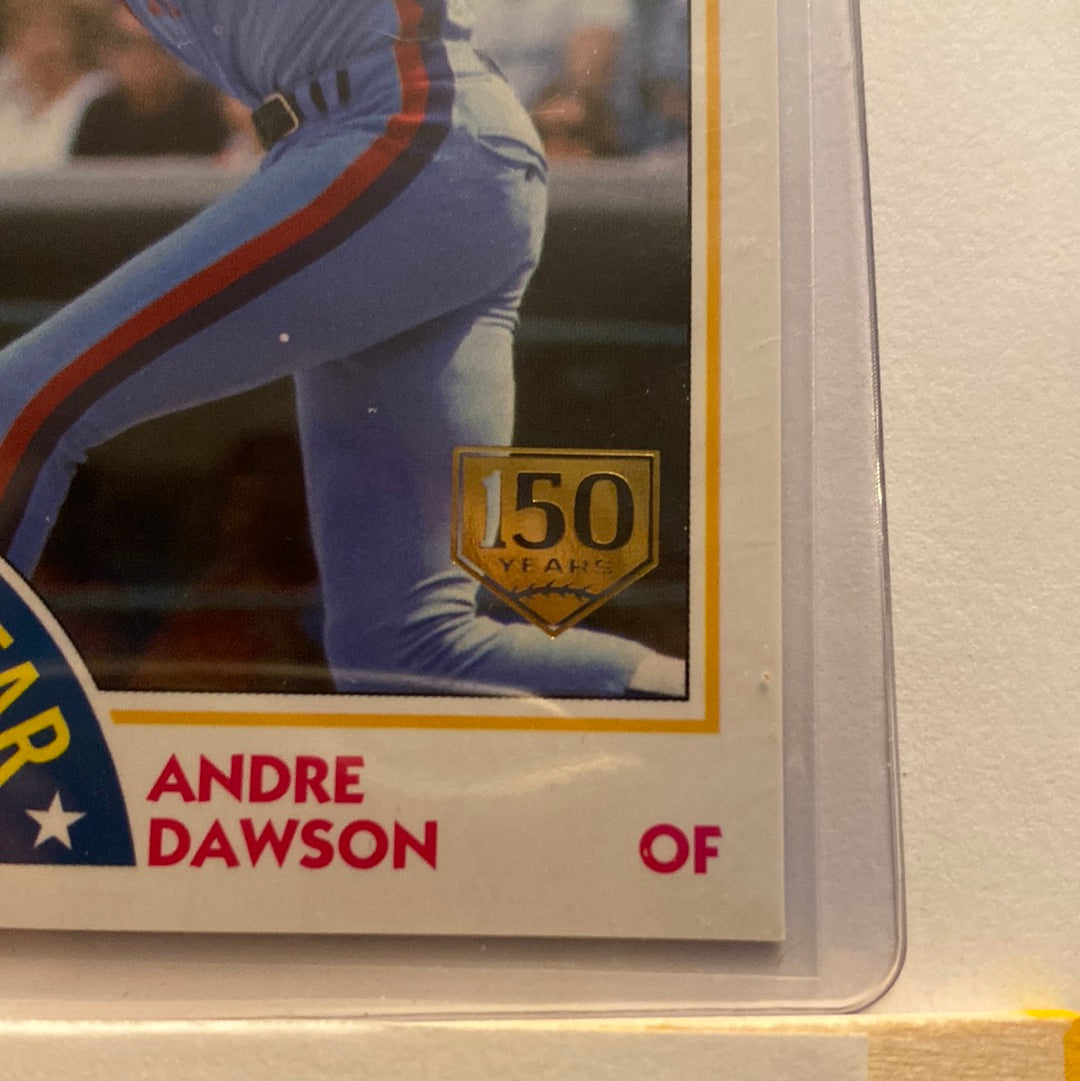 150
YEARS
ANDRE
DAWSON
OF